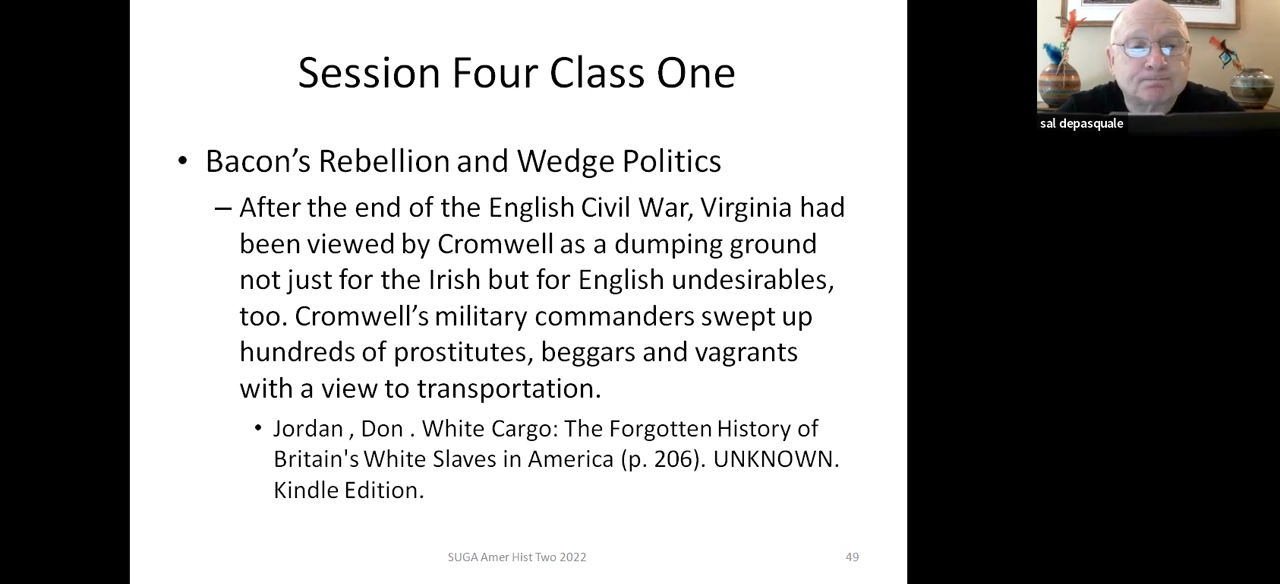 Session Four Class One
• Bacon’s Rebellion and Wedge Politics
– After the end of the English Civil War, Virginia had
been viewed by Cromwell as a dumping ground
not just for the Irish but for English undesirables,
too. Cromwell’s military commanders swept up
hundreds of prostitutes, beggars and vagrants
with a view to transportation.
• Jordan , Don . White Cargo: The Forgotten History of
Britain's White Slaves in America (p. 206). UNKNOWN.
Kindle Edition.
SUGA Amer Hist Two 2022
49
sal depasquale